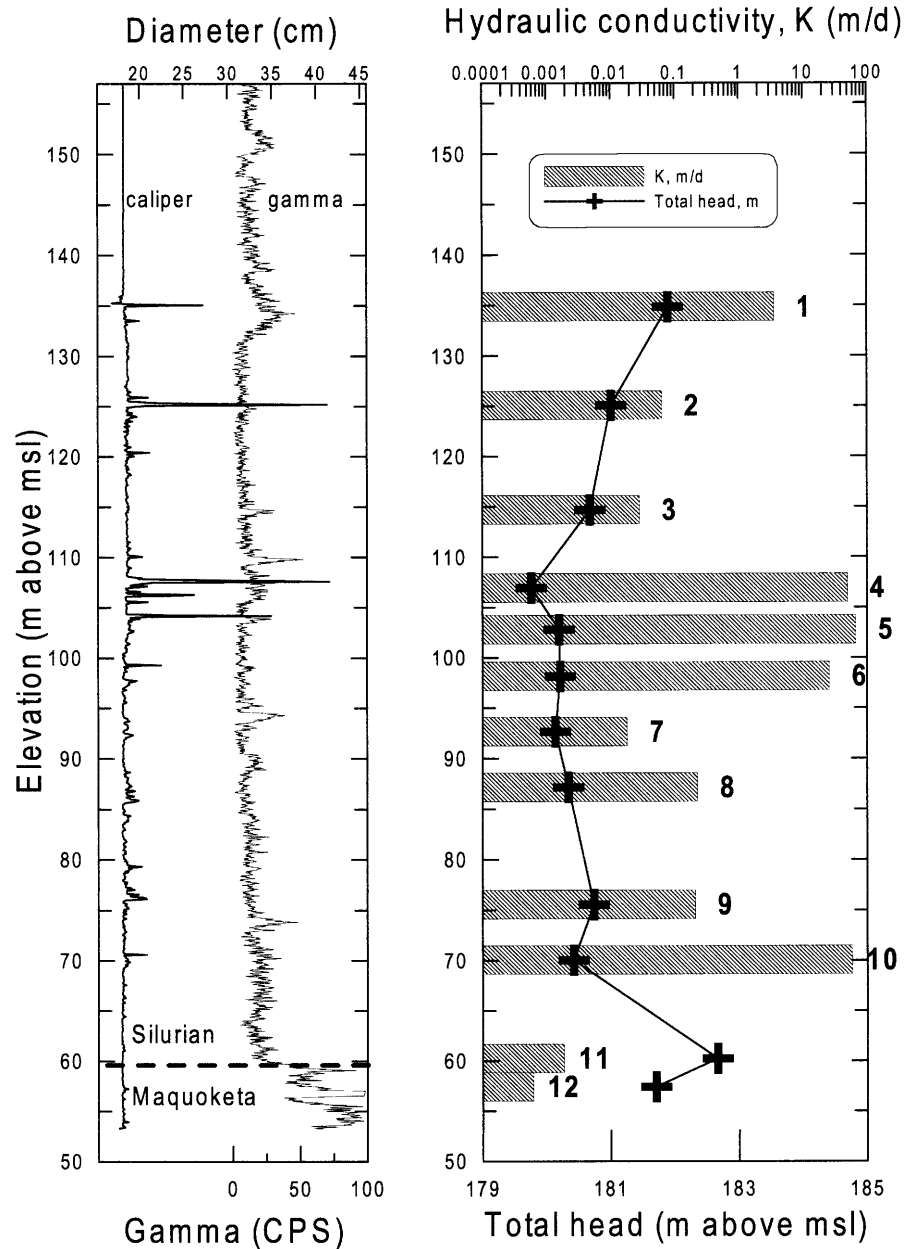 Diameter (cm)
20 25 30 35 40 45
Hydraulic conductivity, K (m/d)
0.0001 0.001 0.01 0.1 1 10 100
Elevation (m above msl)
150
140
130
120
110
100
90
80
70
60
50
caliper
gamma
Silurian
Maquoketa
0 50 100
Gamma (CPS)
K, m/d
Total head, m
1
2
3
4
5
6
7
8
9
10
11
12
179 181 183 185
Total head (m above msl)